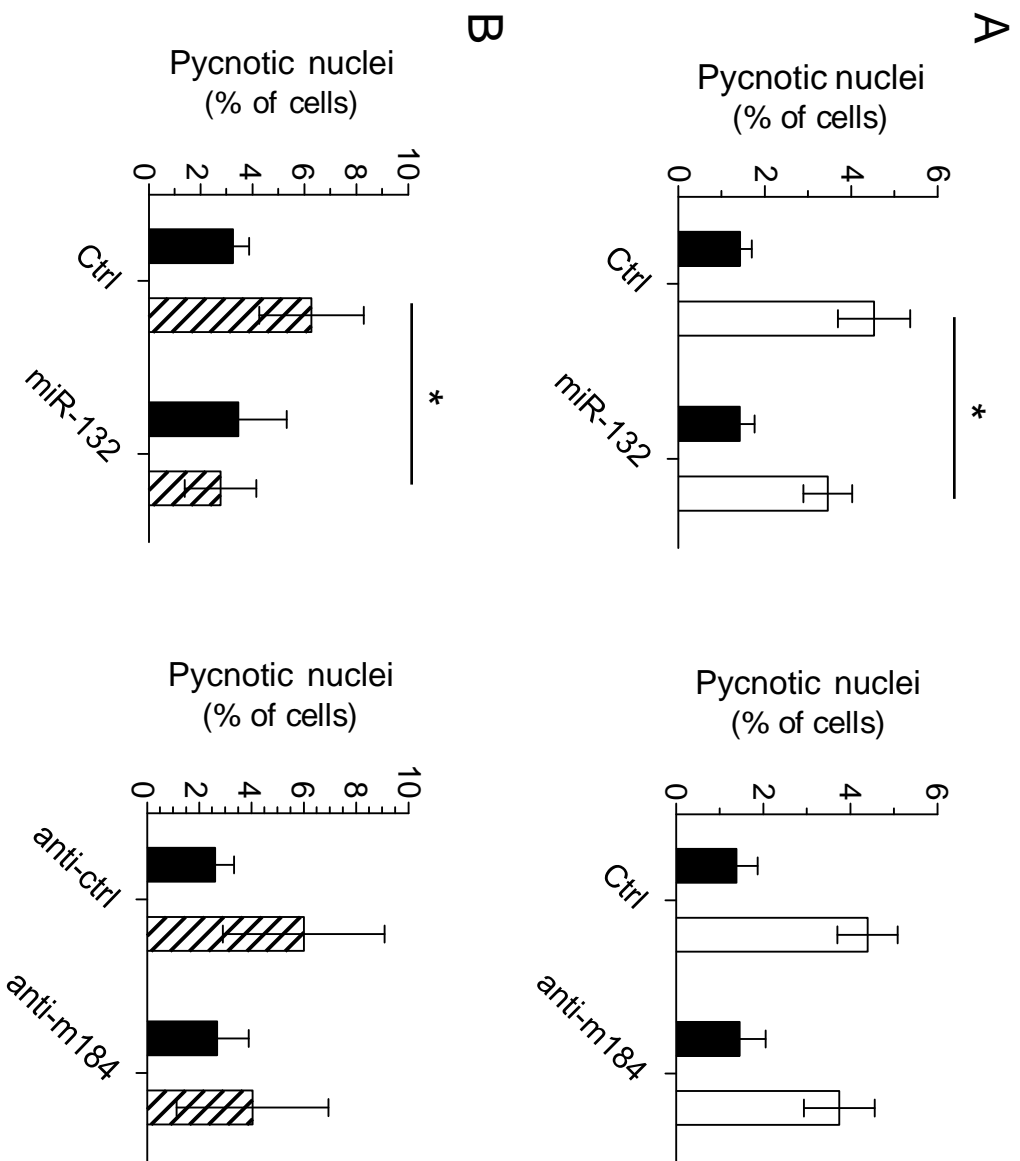 A
Pycnotic nuclei
(% of cells)
0
2
4
6
Ctrl
miR-132
*
Pycnotic nuclei
(% of cells)
0
2
4
6
Ctrl
anti-m184
B
Pycnotic nuclei
(% of cells)
0
2
4
6
8
10
Ctrl
miR-132
*
Pycnotic nuclei
(% of cells)
0
2
4
6
8
10
anti-ctrl
anti-m184